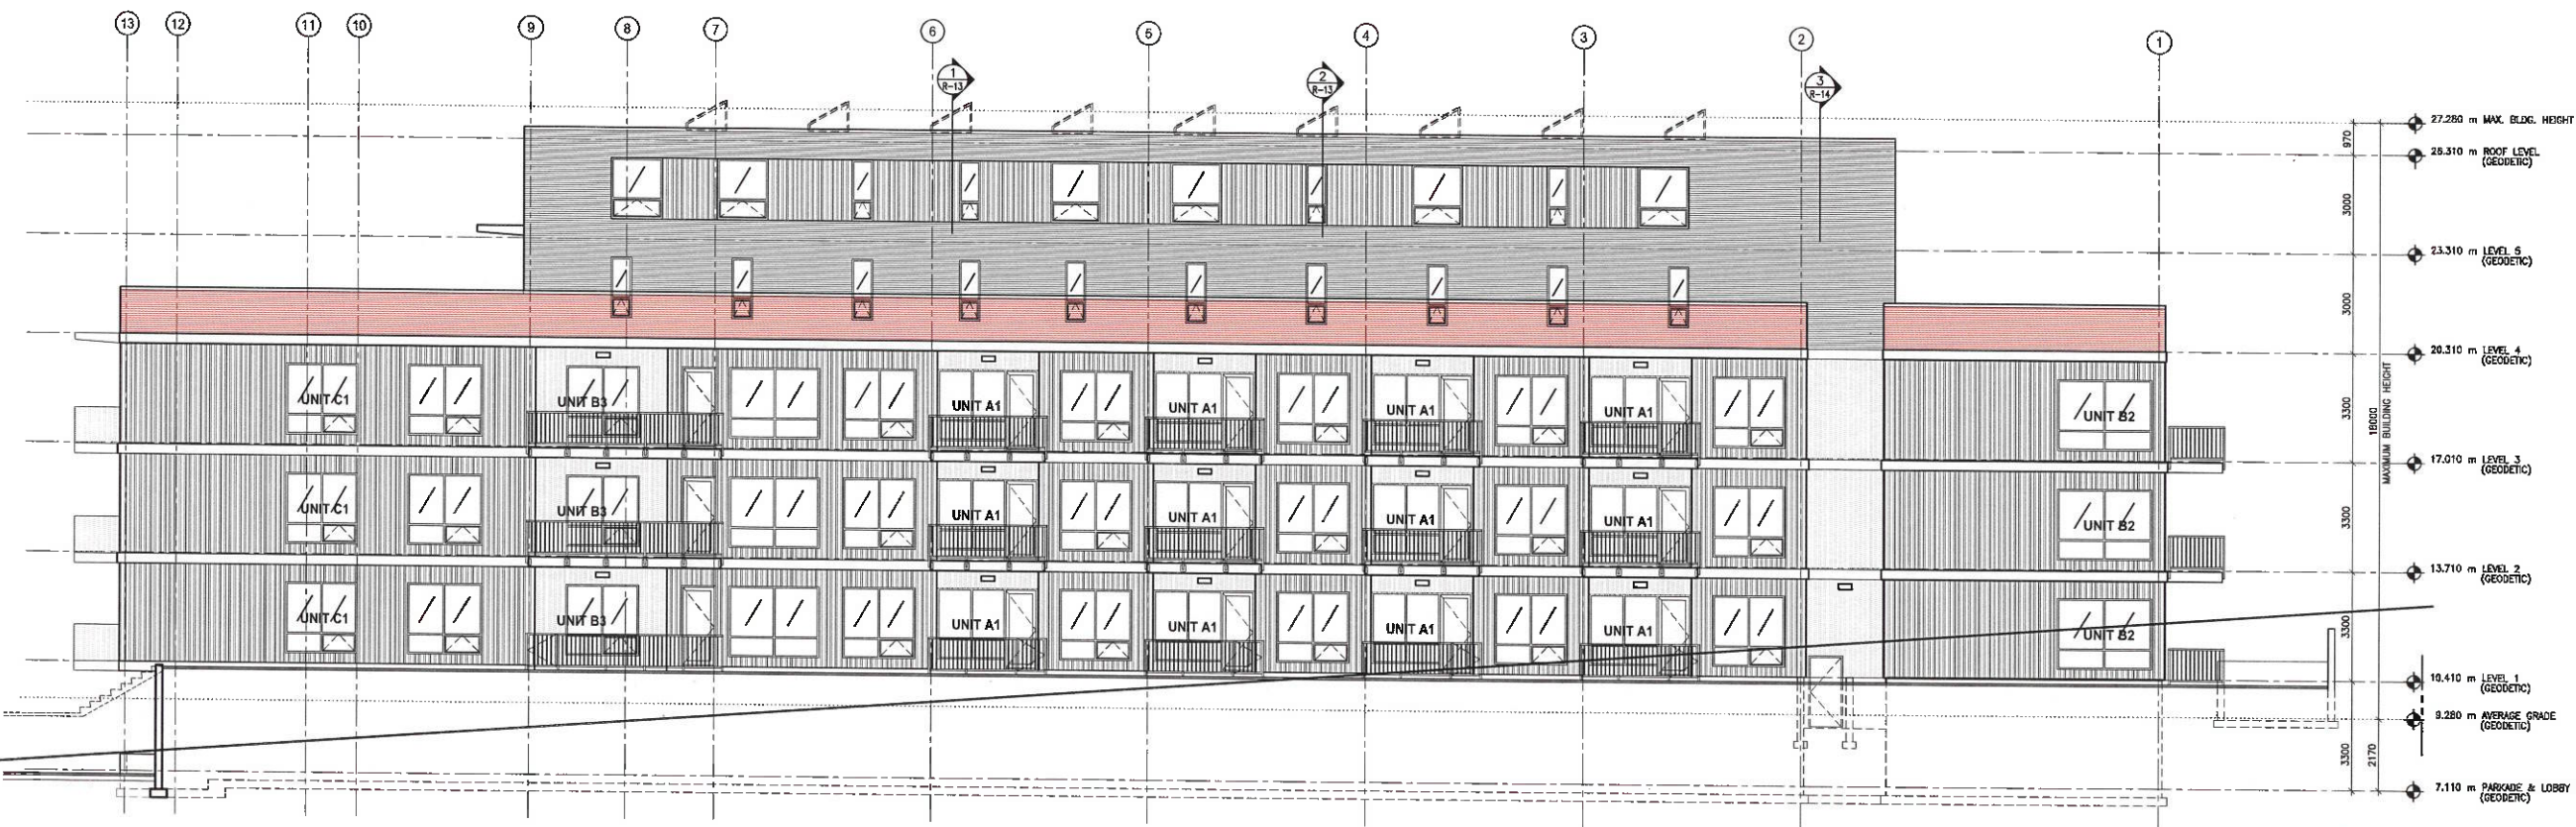 13 12 11 10 9 8 7 6 5 4 3 2 1
1
R-13
2
R-13
3
R-14
27.280 m MAX. BLDG. HEIGHT
970
26.310 m ROOF LEVEL
(GEODETIC)
3000
23.310 m LEVEL 5
(GEODETIC)
3000
20.310 m LEVEL 4
(GEODETIC)
3300
18000
MAXIMUM BUILDING HEIGHT
UNIT C1 UNIT B3 UNIT A1 UNIT A1 UNIT A1 UNIT A1 UNIT B2
17.010 m LEVEL 3
(GEODETIC)
3300
UNIT C1 UNIT B3 UNIT A1 UNIT A1 UNIT A1 UNIT A1 UNIT B2
13.710 m LEVEL 2
(GEODETIC)
3300
UNIT C1 UNIT B3 UNIT A1 UNIT A1 UNIT A1 UNIT A1 UNIT B2
10.410 m LEVEL 1
(GEODETIC)
9.280 m AVERAGE GRADE
(GEODETIC)
3300
2170
7.110 m PARKADE & LOBBY
(GEODETIC)